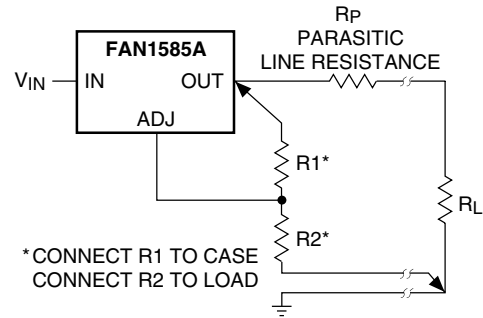 RP
PARASITIC
LINE RESISTANCE
FAN1585A
VIN
IN
OUT
ADJ
R1*
RL
R2*
*CONNECT R1 TO CASE
CONNECT R2 TO LOAD